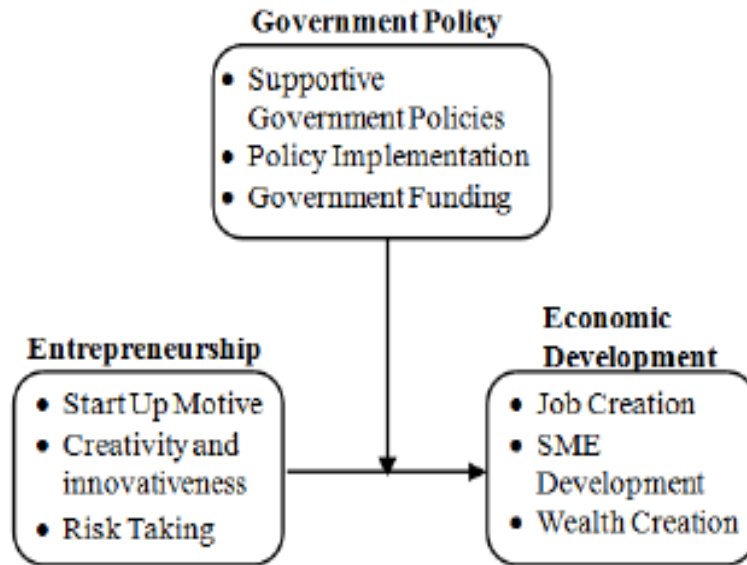 Government Policy
• Supportive
Government Policies
• Policy Implementation
• Government Funding
Entrepreneurship
• Start Up Motive
• Creativity and
innovativeness
• Risk Taking
Economic
Development
• Job Creation
• SME
Development
• Wealth Creation